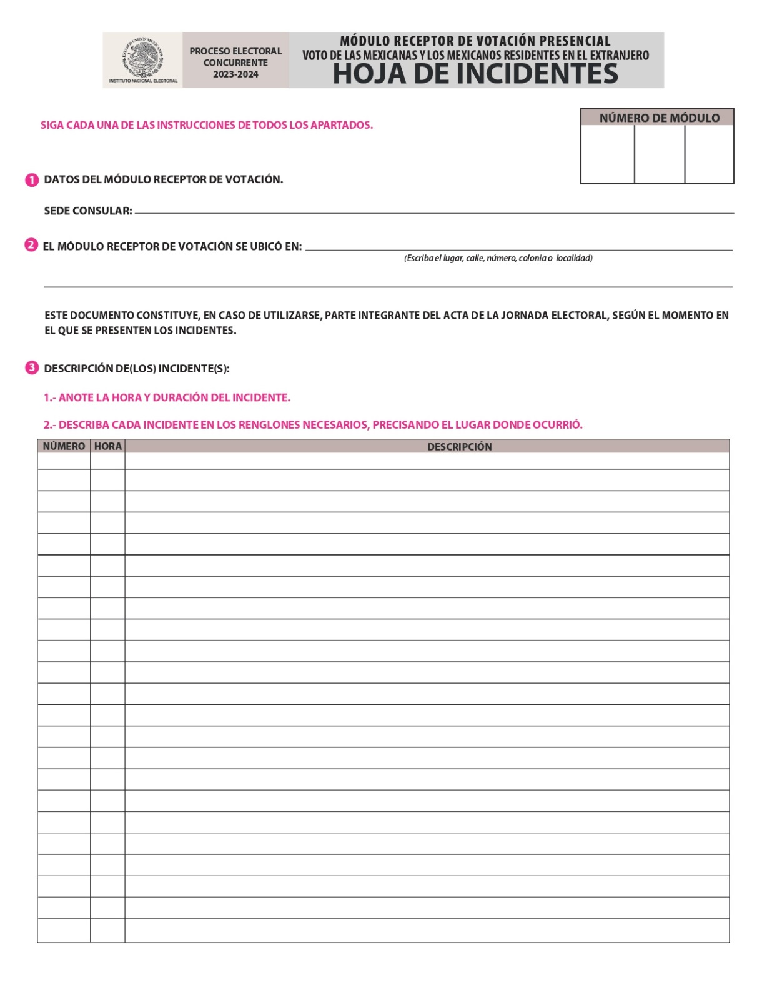 ESTADOS UNIDOS MEXICANOS
INSTITUTO NACIONAL ELECTORAL
PROCESO ELECTORAL
CONCURRENTE
2023-2024
MÓDULO RECEPTOR DE VOTACIÓN PRESENCIAL
VOTO DE LAS MEXICANAS Y LOS MEXICANOS RESIDENTES EN EL EXTRANJERO
HOJA DE INCIDENTES
SIGA CADA UNA DE LAS INSTRUCCIONES DE TODOS LOS APARTADOS.
NÚMERO DE MÓDULO
1 DATOS DEL MÓDULO RECEPTOR DE VOTACIÓN.
SEDE CONSULAR:
2 EL MÓDULO RECEPTOR DE VOTACIÓN SE UBICÓ EN:
(Escriba el lugar, calle, número, colonia o localidad)
ESTE DOCUMENTO CONSTITUYE, EN CASO DE UTILIZARSE, PARTE INTEGRANTE DEL ACTA DE LA JORNADA ELECTORAL, SEGÚN EL MOMENTO EN
EL QUE SE PRESENTEN LOS INCIDENTES.
3 DESCRIPCIÓN DE(LOS) INCIDENTE(S):
1.- ANOTE LA HORA Y DURACIÓN DEL INCIDENTE.
2.- DESCRIBA CADA INCIDENTE EN LOS RENGLONES NECESARIOS, PRECISANDO EL LUGAR DONDE OCURRIÓ.
NÚMERO HORA DESCRIPCIÓN